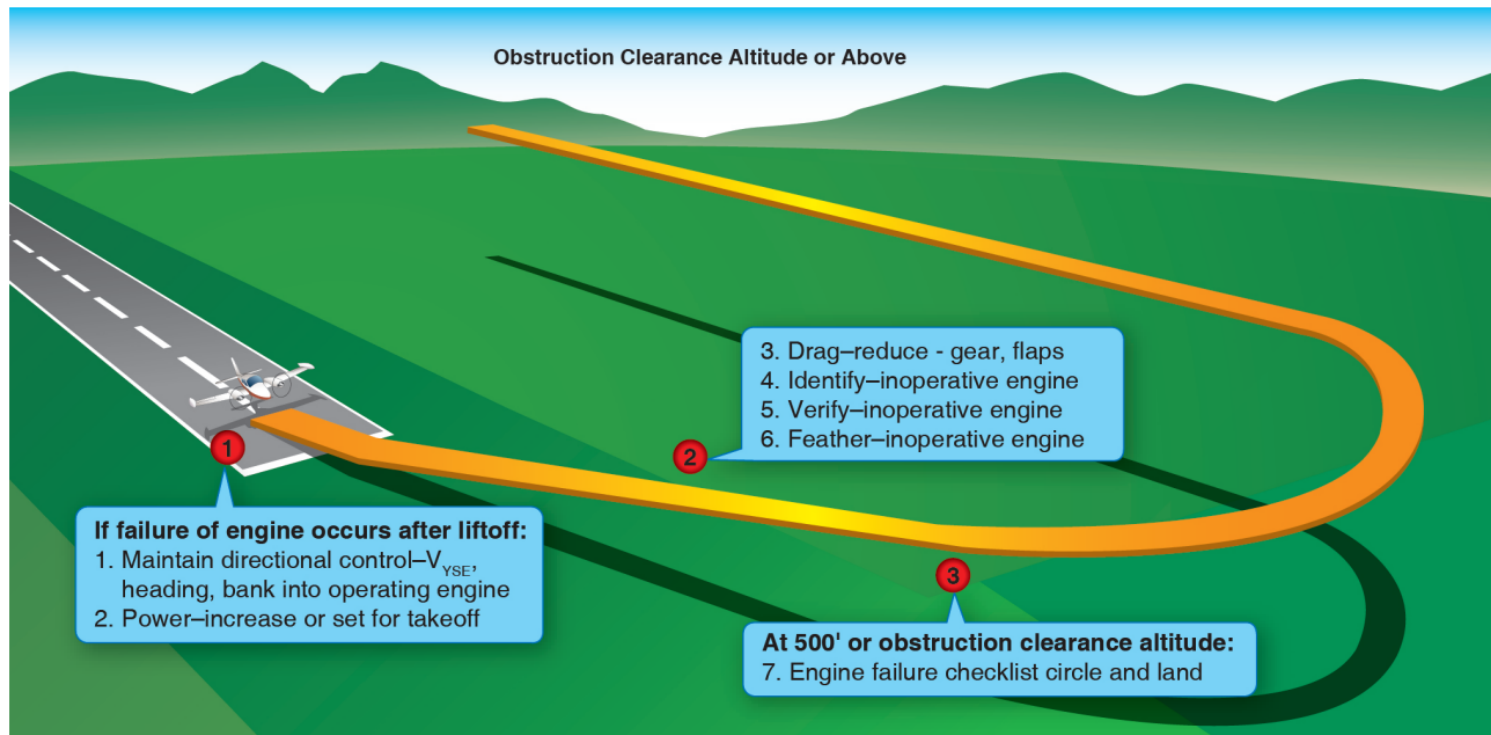 Obstruction Clearance Altitude or Above
3. Drag–reduce - gear, flaps
4. Identify–inoperative engine
5. Verify–inoperative engine
6. Feather–inoperative engine
2
1
If failure of engine occurs after liftoff:
1. Maintain directional control–VYSE,
heading, bank into operating engine
2. Power–increase or set for takeoff
3
At 500' or obstruction clearance altitude:
7. Engine failure checklist circle and land